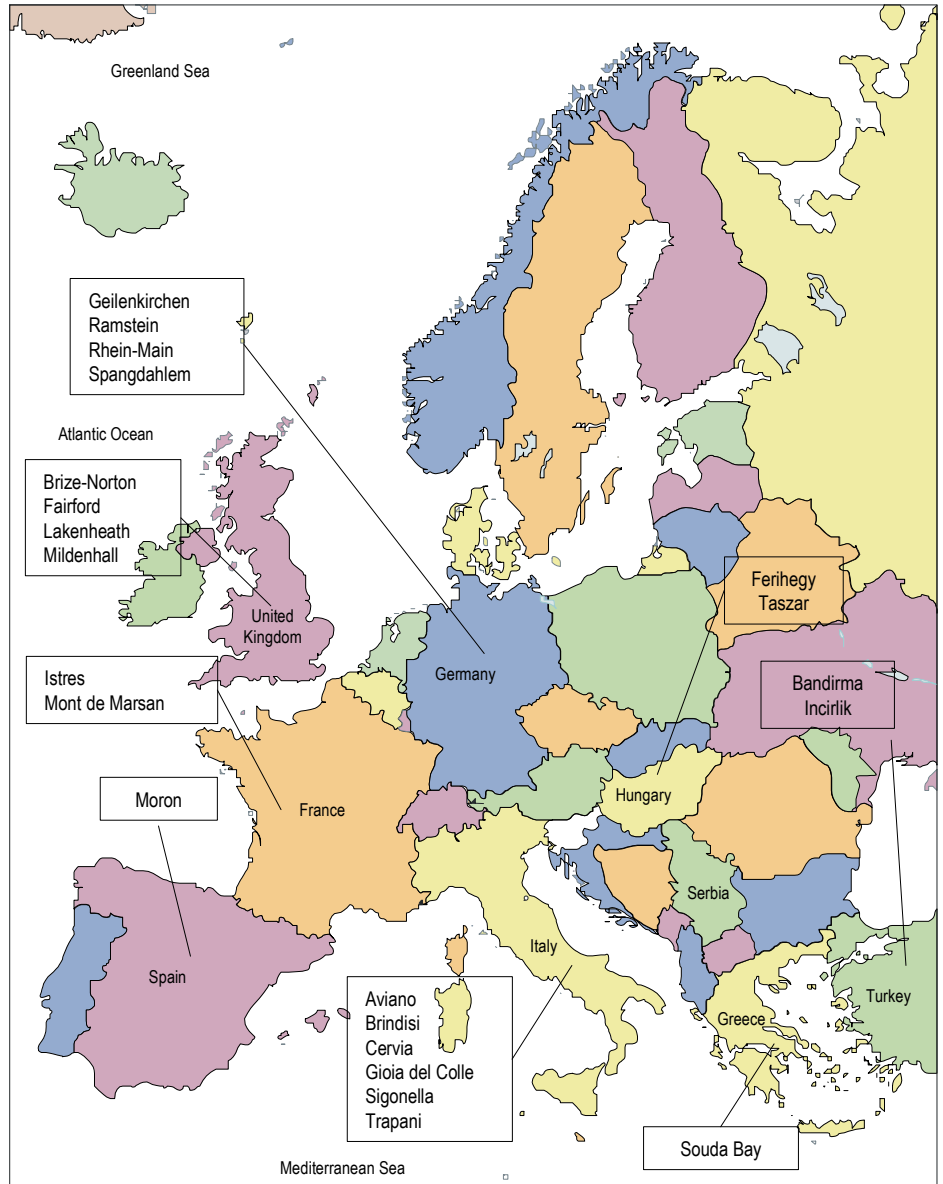 Greenland Sea
Geilenkirchen
Ramstein
Rhein-Main
Spangdahlem
Atlantic Ocean
Brize-Norton
Fairford
Lakenheath
Mildenhall
United
Kingdom
Ferihegy
Taszar
Germany
Istres
Mont de Marsan
Bandirma
Incirlik
Moron
France
Hungary
Serbia
Italy
Spain
Turkey
Greece
Aviano
Brindisi
Cervia
Gioia del Colle
Sigonella
Trapani
Souda Bay
Mediterranean Sea